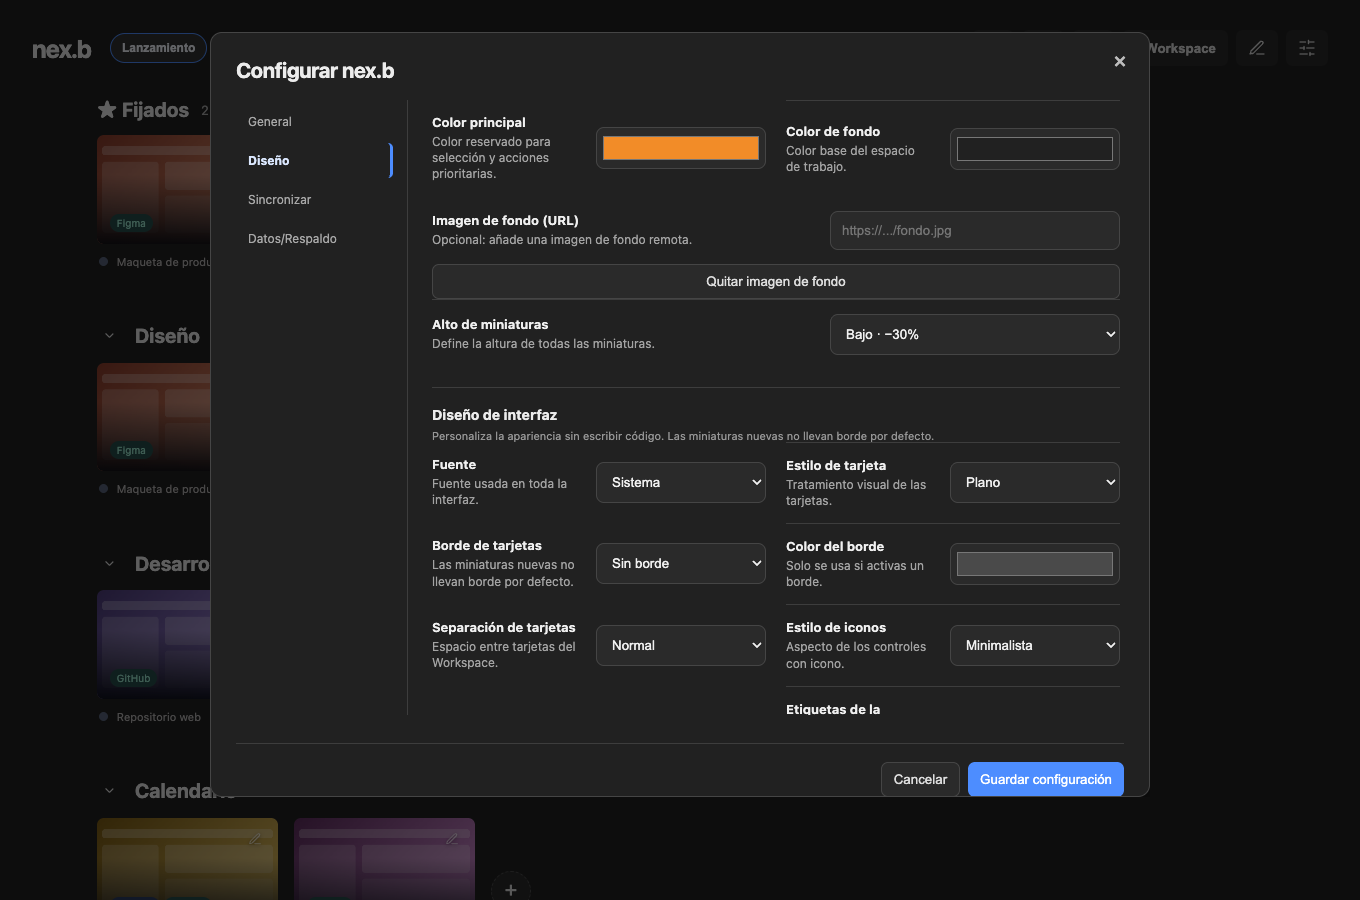 nex.b
Lanzamiento
Workspace
Configurar nex.b
×
Fijados 2
General
Diseño
Sincronizar
Datos/Respaldo
Color principal
Color reservado para
selección y acciones
prioritarias.
Color de fondo
Color base del espacio
de trabajo.
Imagen de fondo (URL)
Opcional: añade una imagen de fondo remota.
https://.../fondo.jpg
Quitar imagen de fondo
Alto de miniaturas
Define la altura de todas las miniaturas.
Bajo · −30%
Diseño de interfaz
Personaliza la apariencia sin escribir código. Las miniaturas nuevas no llevan borde por defecto.
Fuente
Fuente usada en toda la
interfaz.
Sistema
Estilo de tarjeta
Tratamiento visual de las
tarjetas.
Plano
Borde de tarjetas
Las miniaturas nuevas no
llevan borde por defecto.
Sin borde
Color del borde
Solo se usa si activas un
borde.
Separación de tarjetas
Espacio entre tarjetas del
Workspace.
Normal
Estilo de iconos
Aspecto de los controles
con icono.
Minimalista
Etiquetas de la
Cancelar
Guardar configuración
Figma
Maqueta de produ
Diseño
Figma
Maqueta de produ
Desarro
GitHub
Repositorio web
Calendario
+